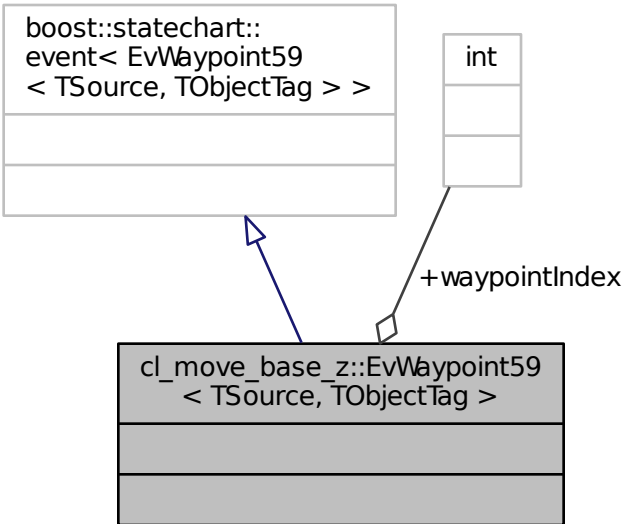 boost::statechart::
event< EvWaypoint59
< TSource, TObjectTag > >
int
+waypointIndex
cl_move_base_z::EvWaypoint59
< TSource, TObjectTag >